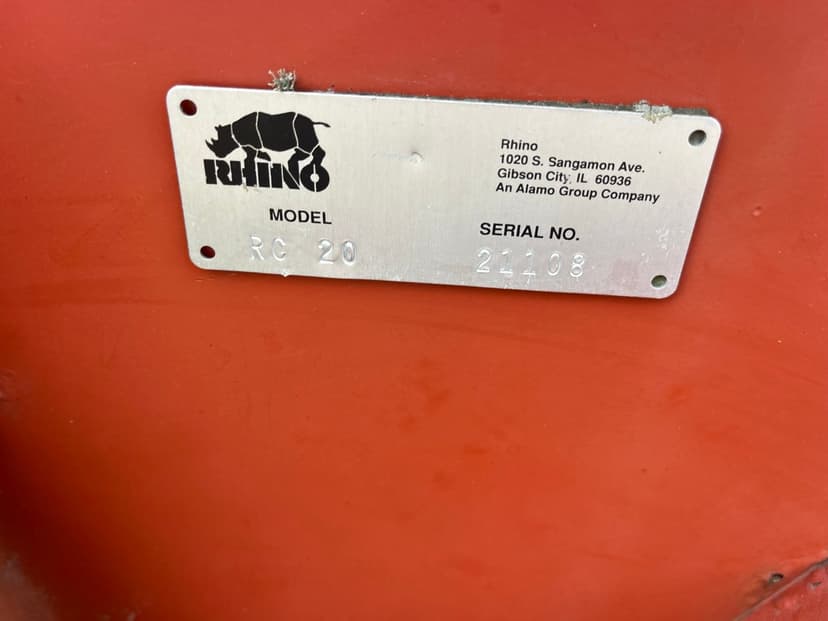 RHINO
Rhino
1020 S. Sangamon Ave.
Gibson City, IL 60936
An Alamo Group Company
MODEL
SERIAL NO.
RC 20
21108